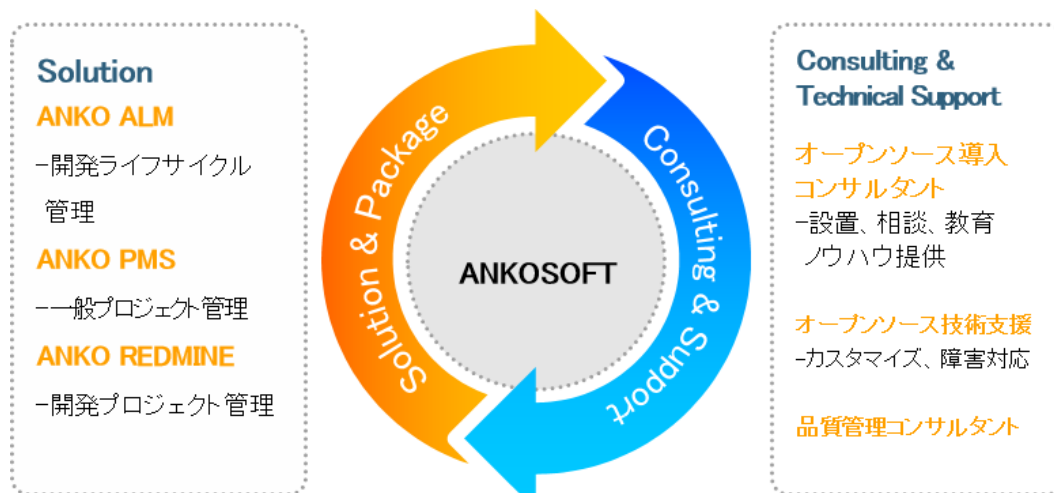 Solution
ANKO ALM
-開発ライフサイクル
管理
ANKO PMS
-一般プロジェクト管理
ANKO REDMINE
-開発プロジェクト管理
Solution & Package
ANKOSOFT
Consulting & Support
Consulting &
Technical Support
オープンソース導入
コンサルタント
-設置、相談、教育
ノウハウ提供
オープンソース技術支援
-カスタマイズ、障害対応
品質管理コンサルタント